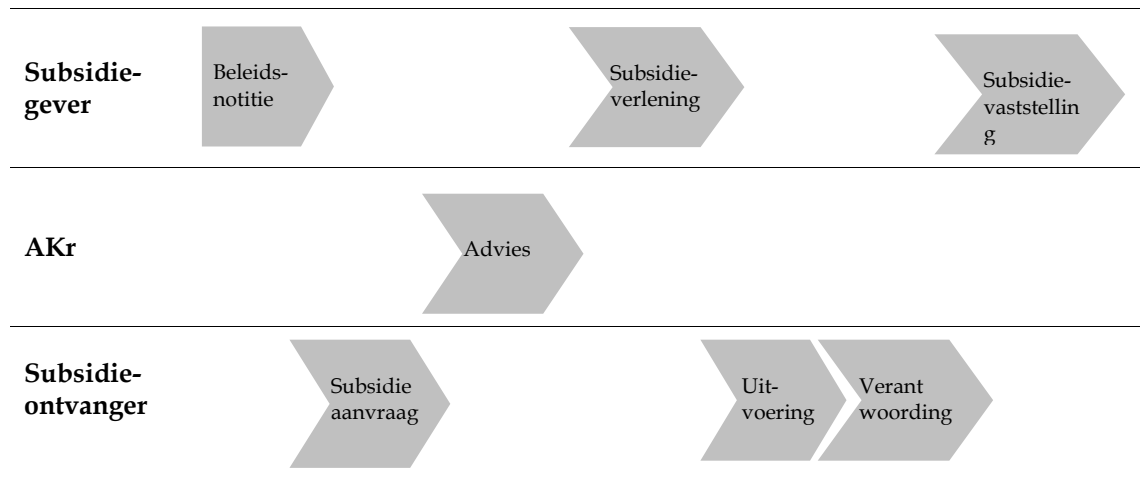 Subsidie-
gever
Beleids-
notitie
Subsidie-
verlening
Subsidie-
vaststellin
g
AKr
Advies
Subsidie-
ontvanger
Subsidie
aanvraag
Uit-
voering
Verant
woording